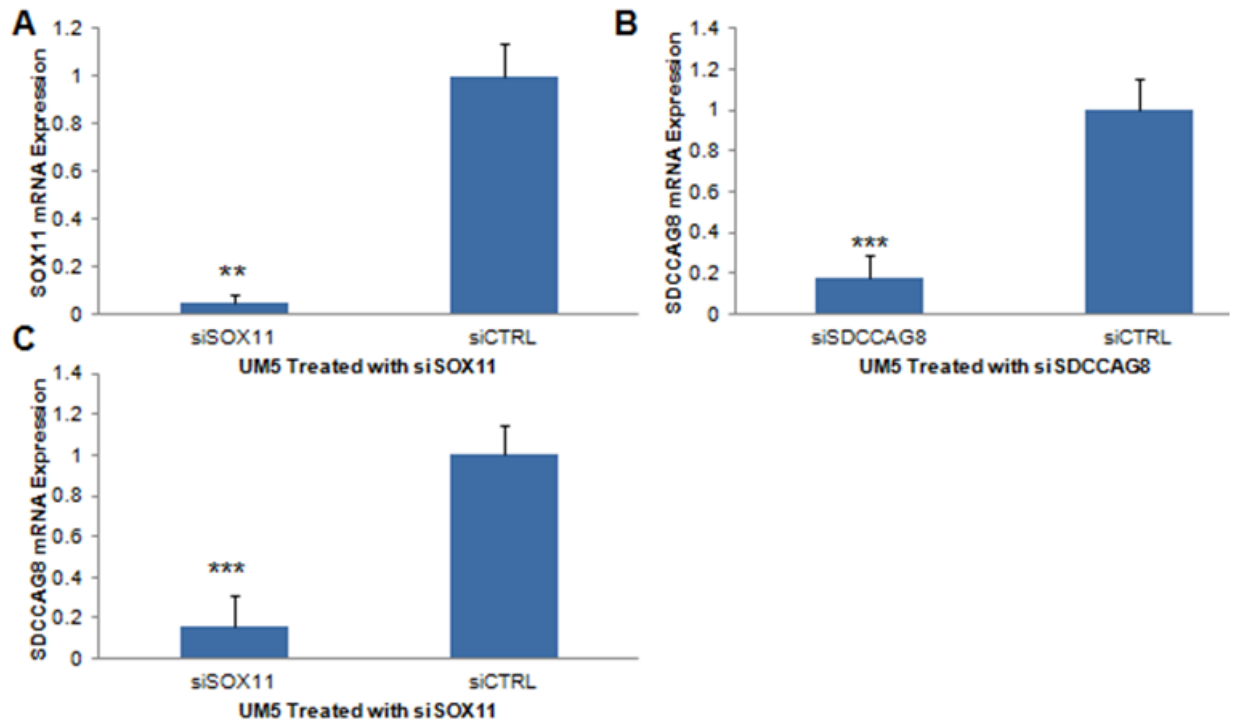 A
SOX11 mRNA Expression
1.2
1
0.8
0.6
0.4
0.2
0
**
siSOX11
siCTRL
UM5 Treated with siSOX11
B
SDCCAG8 mRNA Expression
1.4
1.2
1
0.8
0.6
0.4
0.2
0
***
siSDCCAG8
siCTRL
UM5 Treated with siSDCCAG8
C
SDCCAG8 mRNA Expression
1.4
1.2
1
0.8
0.6
0.4
0.2
0
***
siSOX11
siCTRL
UM5 Treated with siSOX11